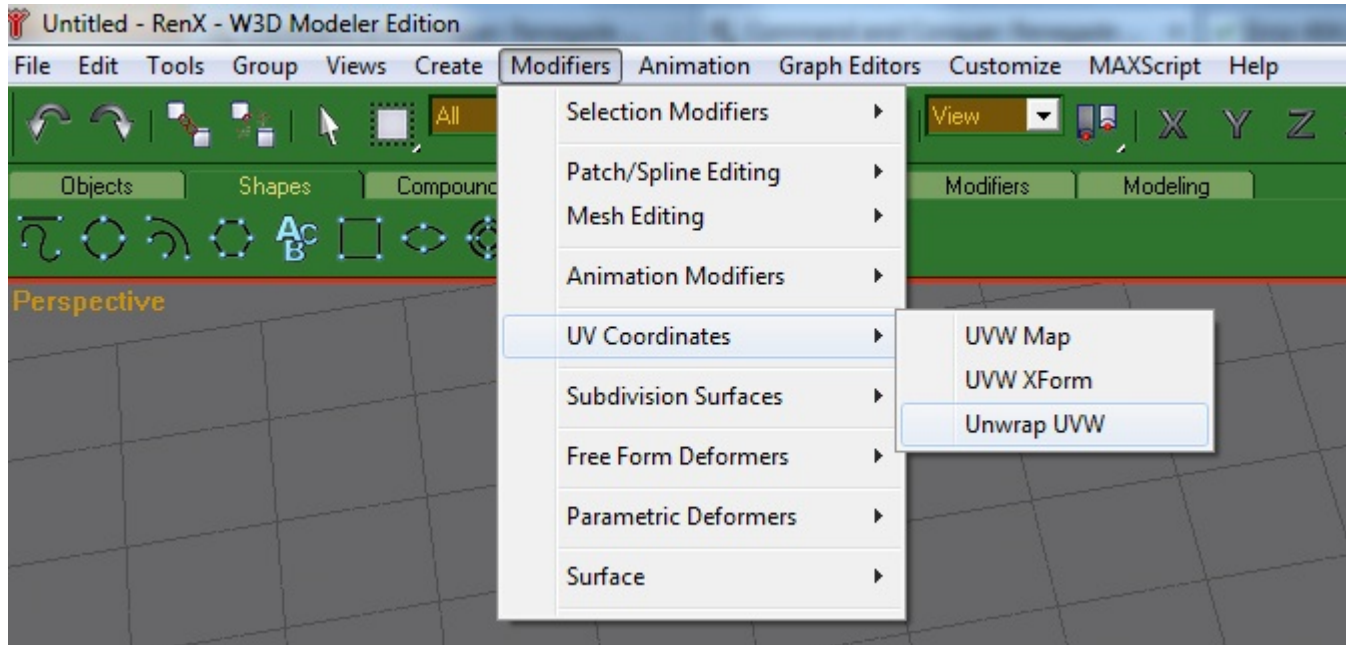 Untitled - RenX - W3D Modeler Edition
File Edit Tools Group Views Create Modifiers Animation Graph Editors Customize MAXScript Help
All View X Y Z
Objects Shapes Compound Modifiers Modeling
ABC
Perspective
Selection Modifiers
Patch/Spline Editing
Mesh Editing
Animation Modifiers
UV Coordinates
Subdivision Surfaces
Free Form Deformers
Parametric Deformers
Surface
UVW Map
UVW XForm
Unwrap UVW